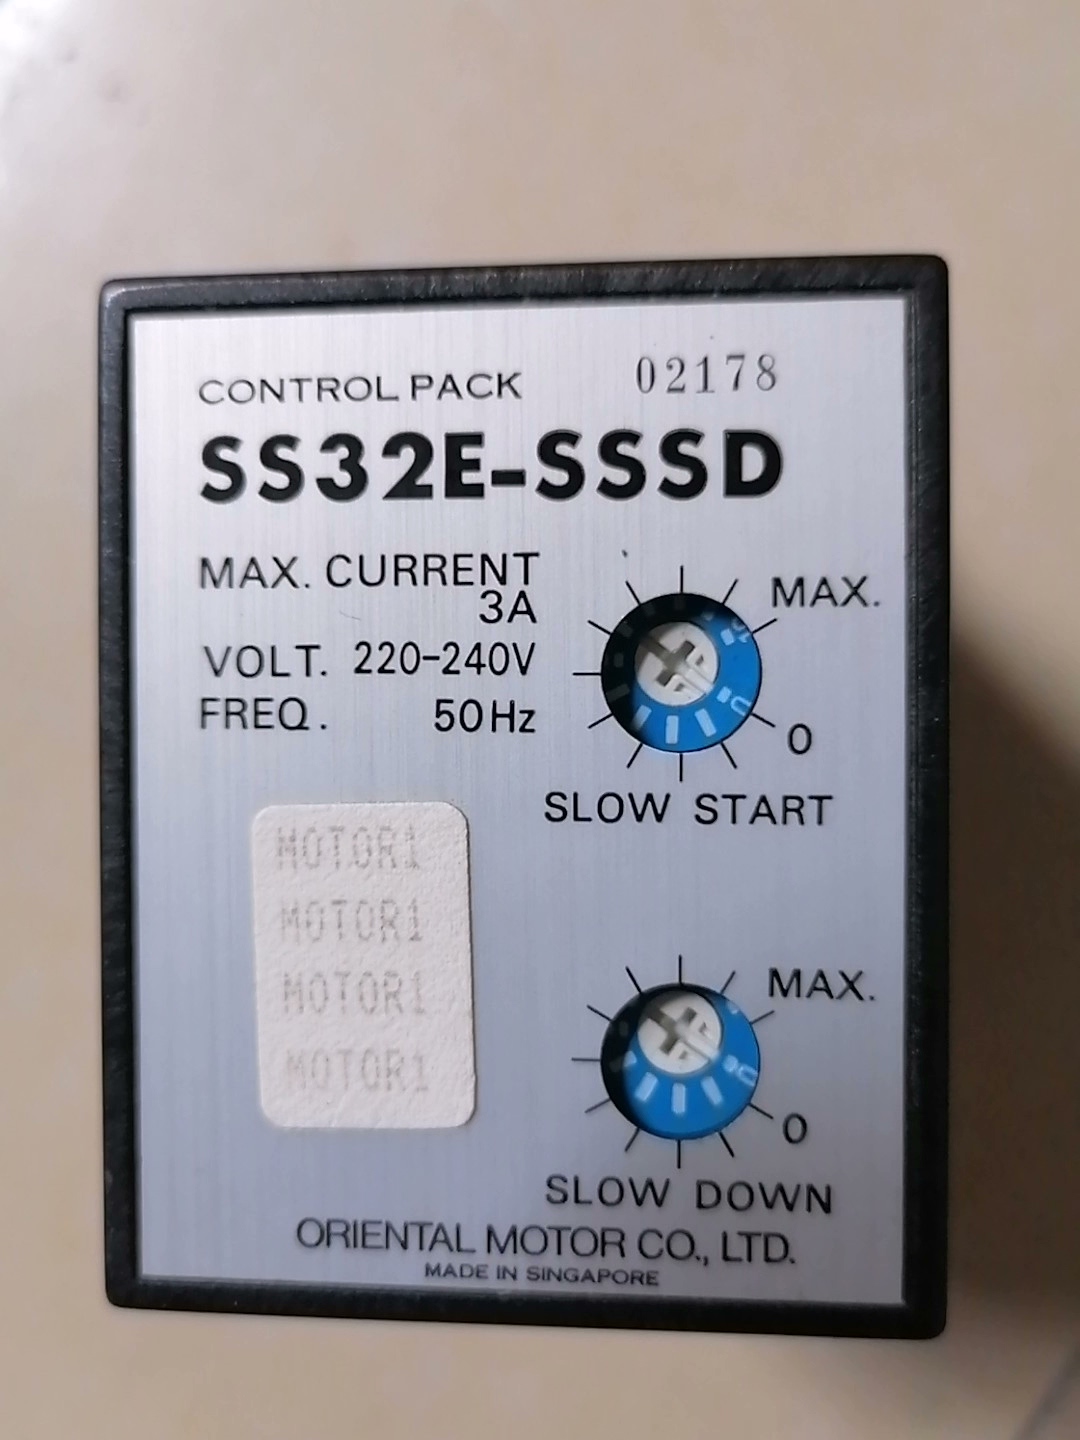 CONTROL PACK 02178
SS32E-SSSD
MAX. CURRENT
3A
VOLT. 220-240V
FREQ. 50Hz
MAX.
0
SLOW START
MOTOR1
MOTOR1
MOTOR1
MOTOR1
MAX.
0
SLOW DOWN
ORIENTAL MOTOR CO., LTD.
MADE IN SINGAPORE